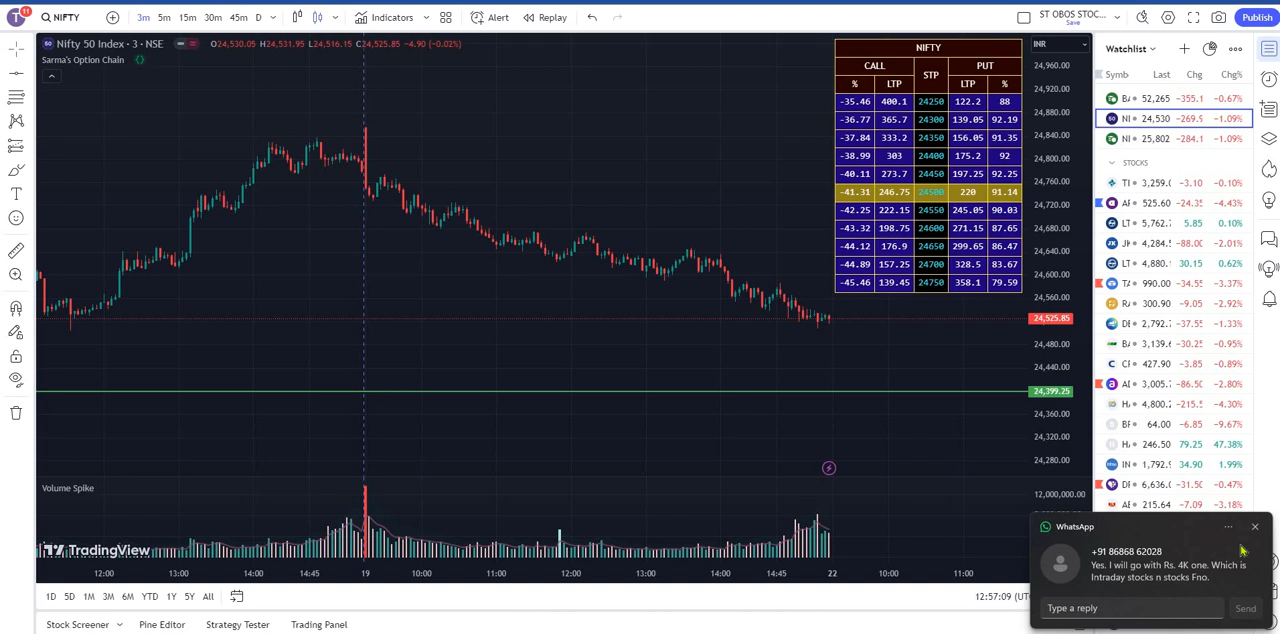 T 11 NIFTY 3m 5m 15m 30m 45m D Indicators Alert Replay ST OBOS STOC... Save Publish
Nifty 50 Index • 3 • NSE O24,530.05 H24,531.95 L24,516.15 C24,525.85 -4.90 (-0.02%)
Sarma's Option Chain
NIFTY
CALL STP PUT
% LTP LTP %
-35.46 400.1 24250 122.2 88
-36.77 365.7 24300 139.05 92.19
-37.84 333.2 24350 156.05 91.35
-38.99 303 24400 175.2 92
-40.11 273.7 24450 197.25 92.25
-41.31 246.75 24500 220 91.14
-42.25 222.15 24550 245.05 90.03
-43.32 198.75 24600 271.15 87.65
-44.12 176.9 24650 299.65 86.47
-44.89 157.25 24700 328.5 83.67
-45.46 139.45 24750 358.1 79.59
INR
24,960.00
24,920.00
24,880.00
24,840.00
24,800.00
24,760.00
24,720.00
24,680.00
24,640.00
24,600.00
24,560.00
24,525.85
24,480.00
24,440.00
24,399.25
24,360.00
24,320.00
24,280.00
Volume Spike
12,000,000.00
TradingView
12:00 13:00 14:00 14:45 19 10:00 11:00 12:00 13:00 14:00 14:45 22 10:00 11:00
1D 5D 1M 3M 6M YTD 1Y 5Y All 12:57:09 (UT
Stock Screener Pine Editor Strategy Tester Trading Panel
Watchlist
Symb Last Chg Chg%
BA 52,265 -355.1 -0.67%
50 NI 24,530 -269.9 -1.09%
NI 25,802 -284.1 -1.09%
STOCKS
TI 3,259.0 -3.10 -0.10%
525.60 -24.35 -4.43%
LT 5,762.7 5.85 0.10%
JK 4,284.5 -88.00 -2.01%
LT 4,880.1 30.15 0.62%
TA 990.00 -34.55 -3.37%
RA 300.90 -9.05 -2.92%
DE 2,792.7 -37.55 -1.33%
BA 3,139.6 -30.25 -0.95%
427.90 -3.85 -0.89%
3,005.7 -86.50 -2.80%
4,800.2 -215.5 -4.30%
64.00 -6.85 -9.67%
246.50 79.25 47.38%
IN 1,792.9 34.90 1.99%
6,636.0 -31.50 -0.47%
215.64 -7.09 -3.18%
WhatsApp
+91 86868 62028
Yes. I will go with Rs. 4K one. Which is
Intraday stocks n stocks Fno.
Type a reply Send